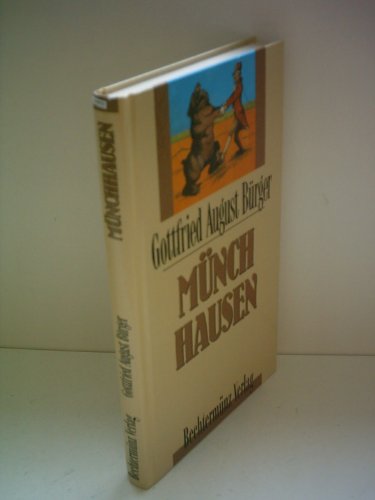 MÜNCHHAUSEN
Gottfried August Bürger
Bechtermünz Verlag
Gottfried August Bürger
MÜNCH
HAUSEN
Bechtermünz Verlag